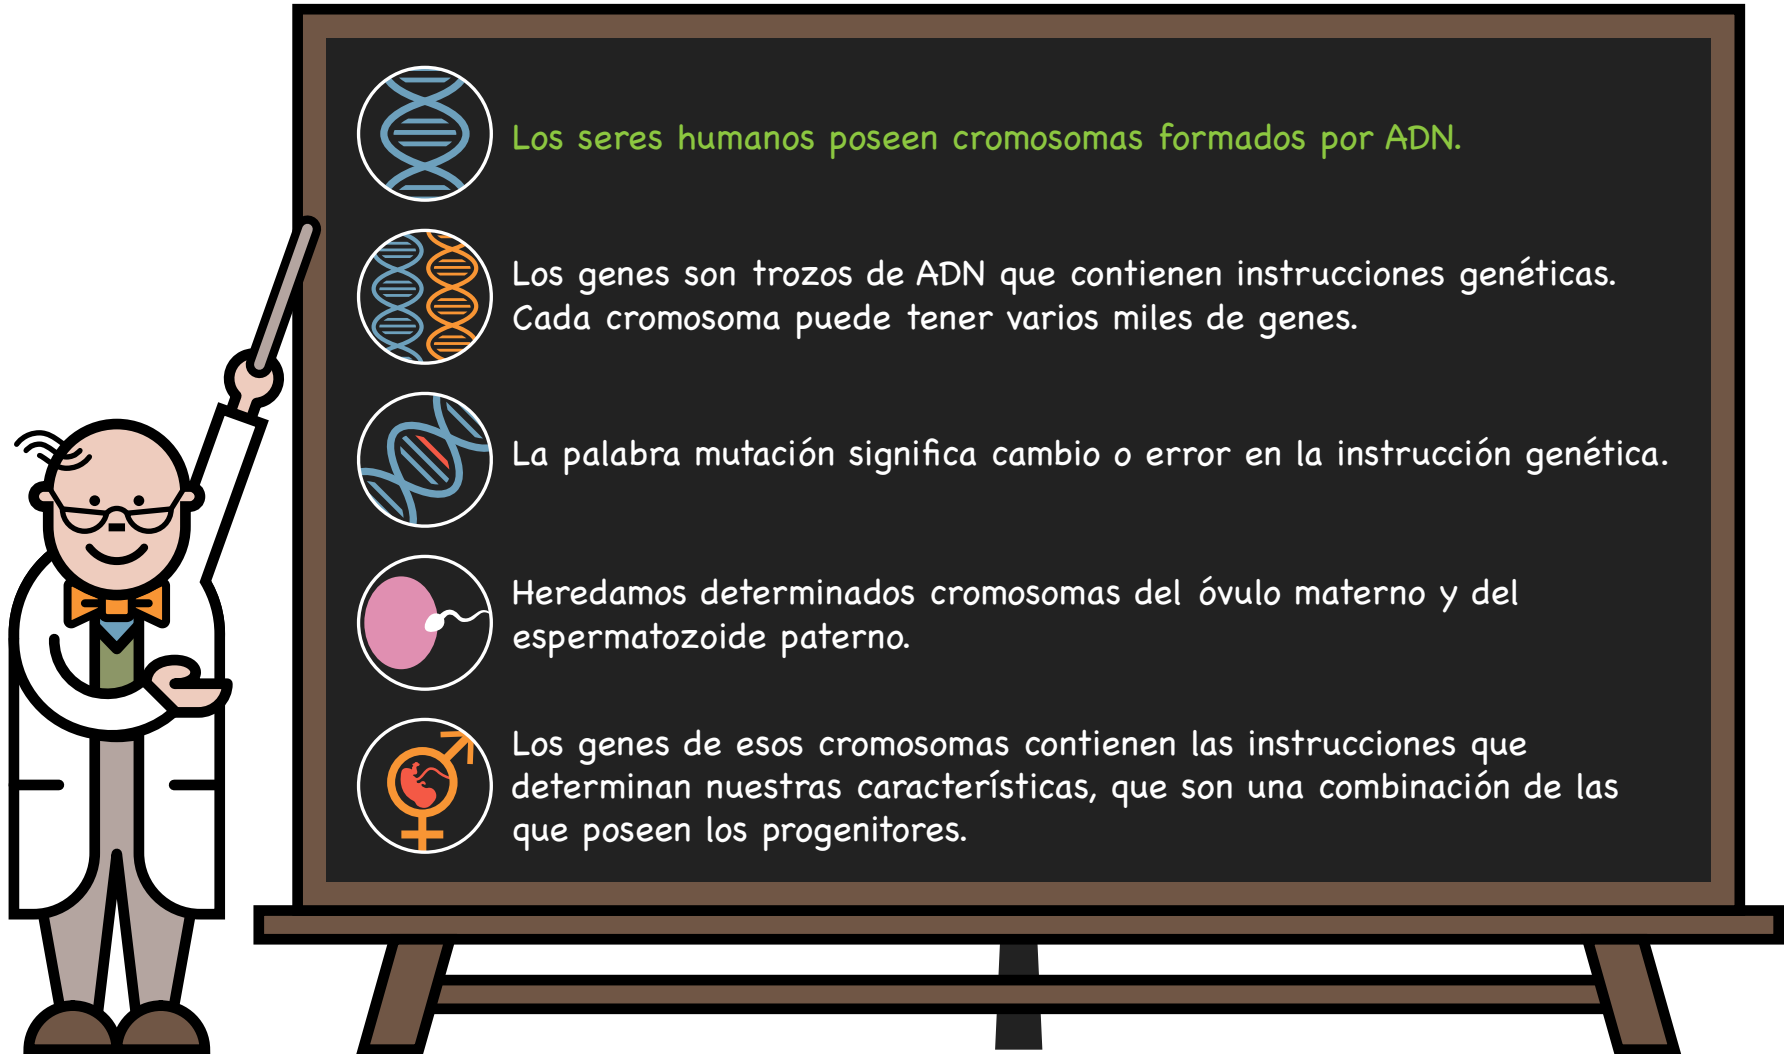 Los seres humanos poseen cromosomas formados por ADN.
Los genes son trozos de ADN que contienen instrucciones genéticas.
Cada cromosoma puede tener varios miles de genes.
La palabra mutación significa cambio o error en la instrucción genética.
Heredamos determinados cromosomas del óvulo materno y del
espermatozoide paterno.
Los genes de esos cromosomas contienen las instrucciones que
determinan nuestras características, que son una combinación de las
que poseen los progenitores.